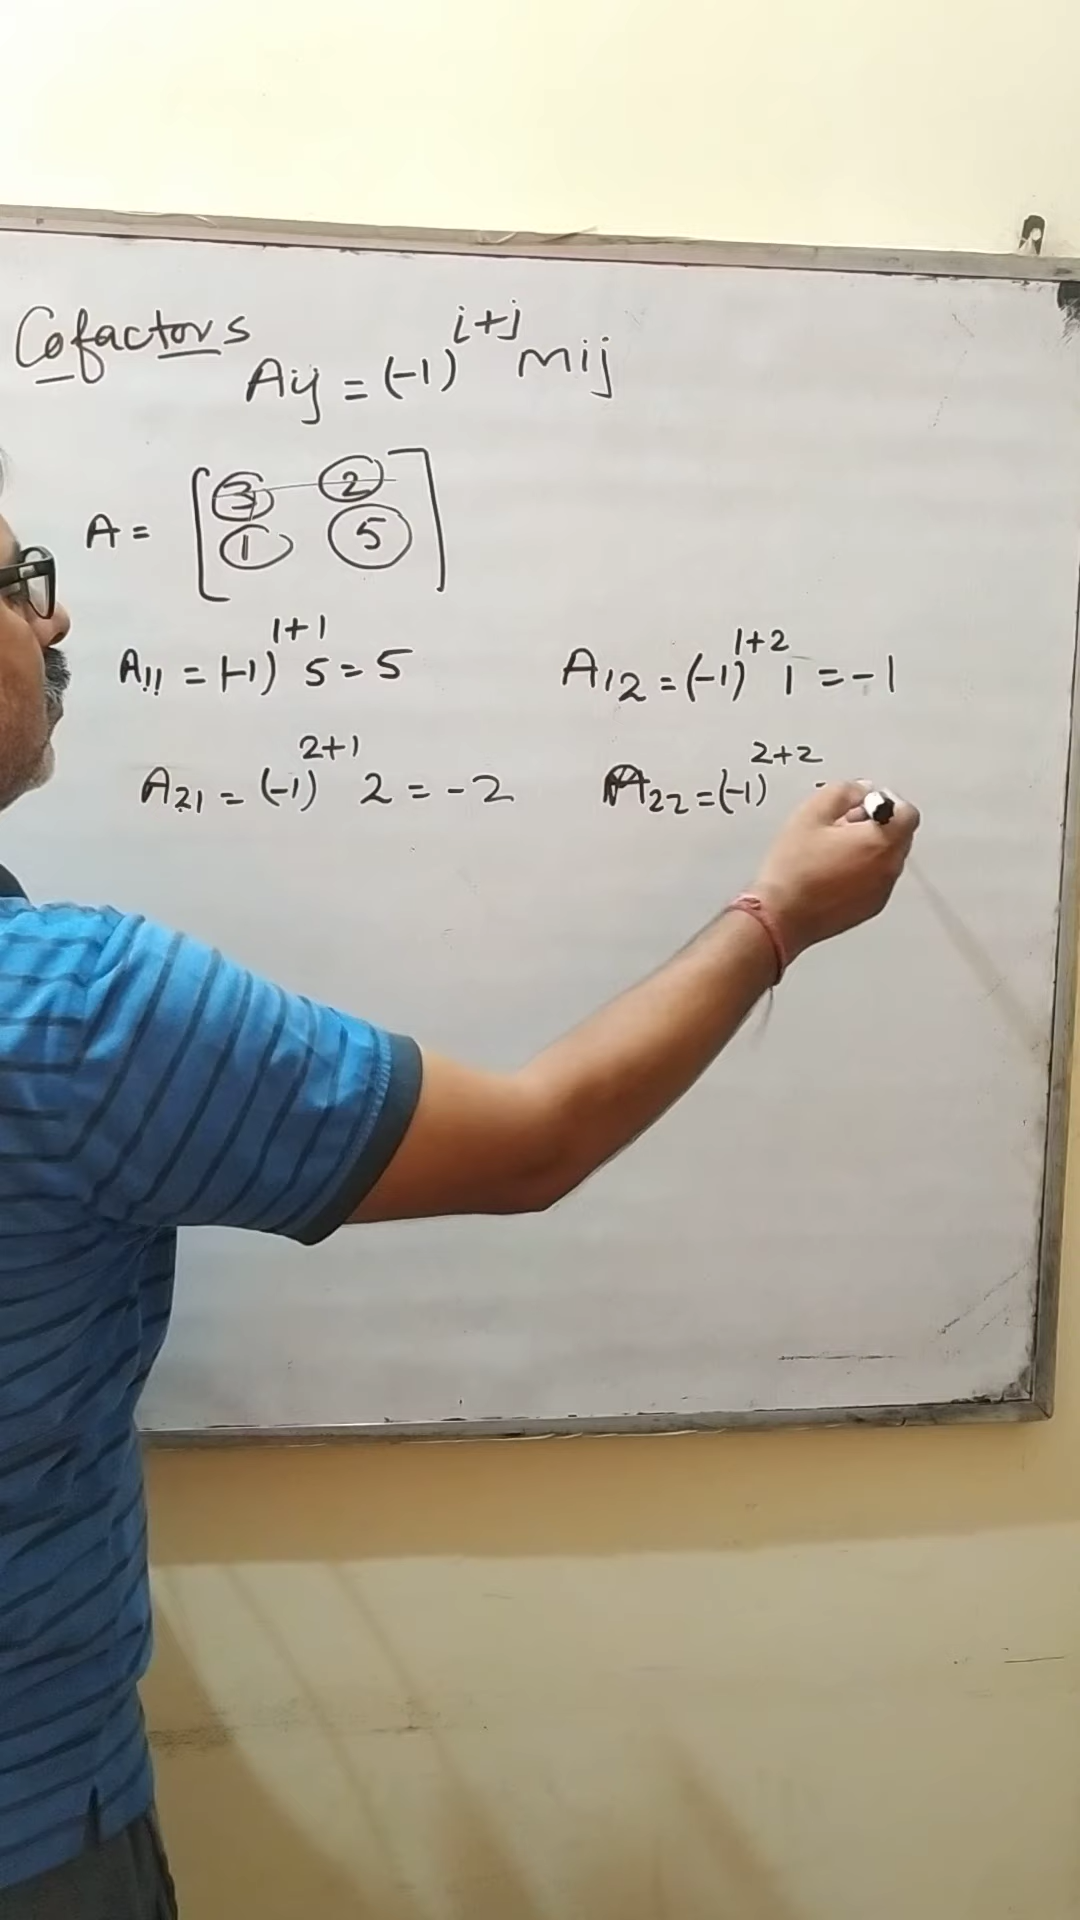 Cofactors
Aij = (-1)^{i+j} mij
A = [3 2
1 5]
A11 = (-1)^{1+1} 5 = 5
A12 = (-1)^{1+2} 1 = -1
A21 = (-1)^{2+1} 2 = -2
A22 = (-1)^{2+2}